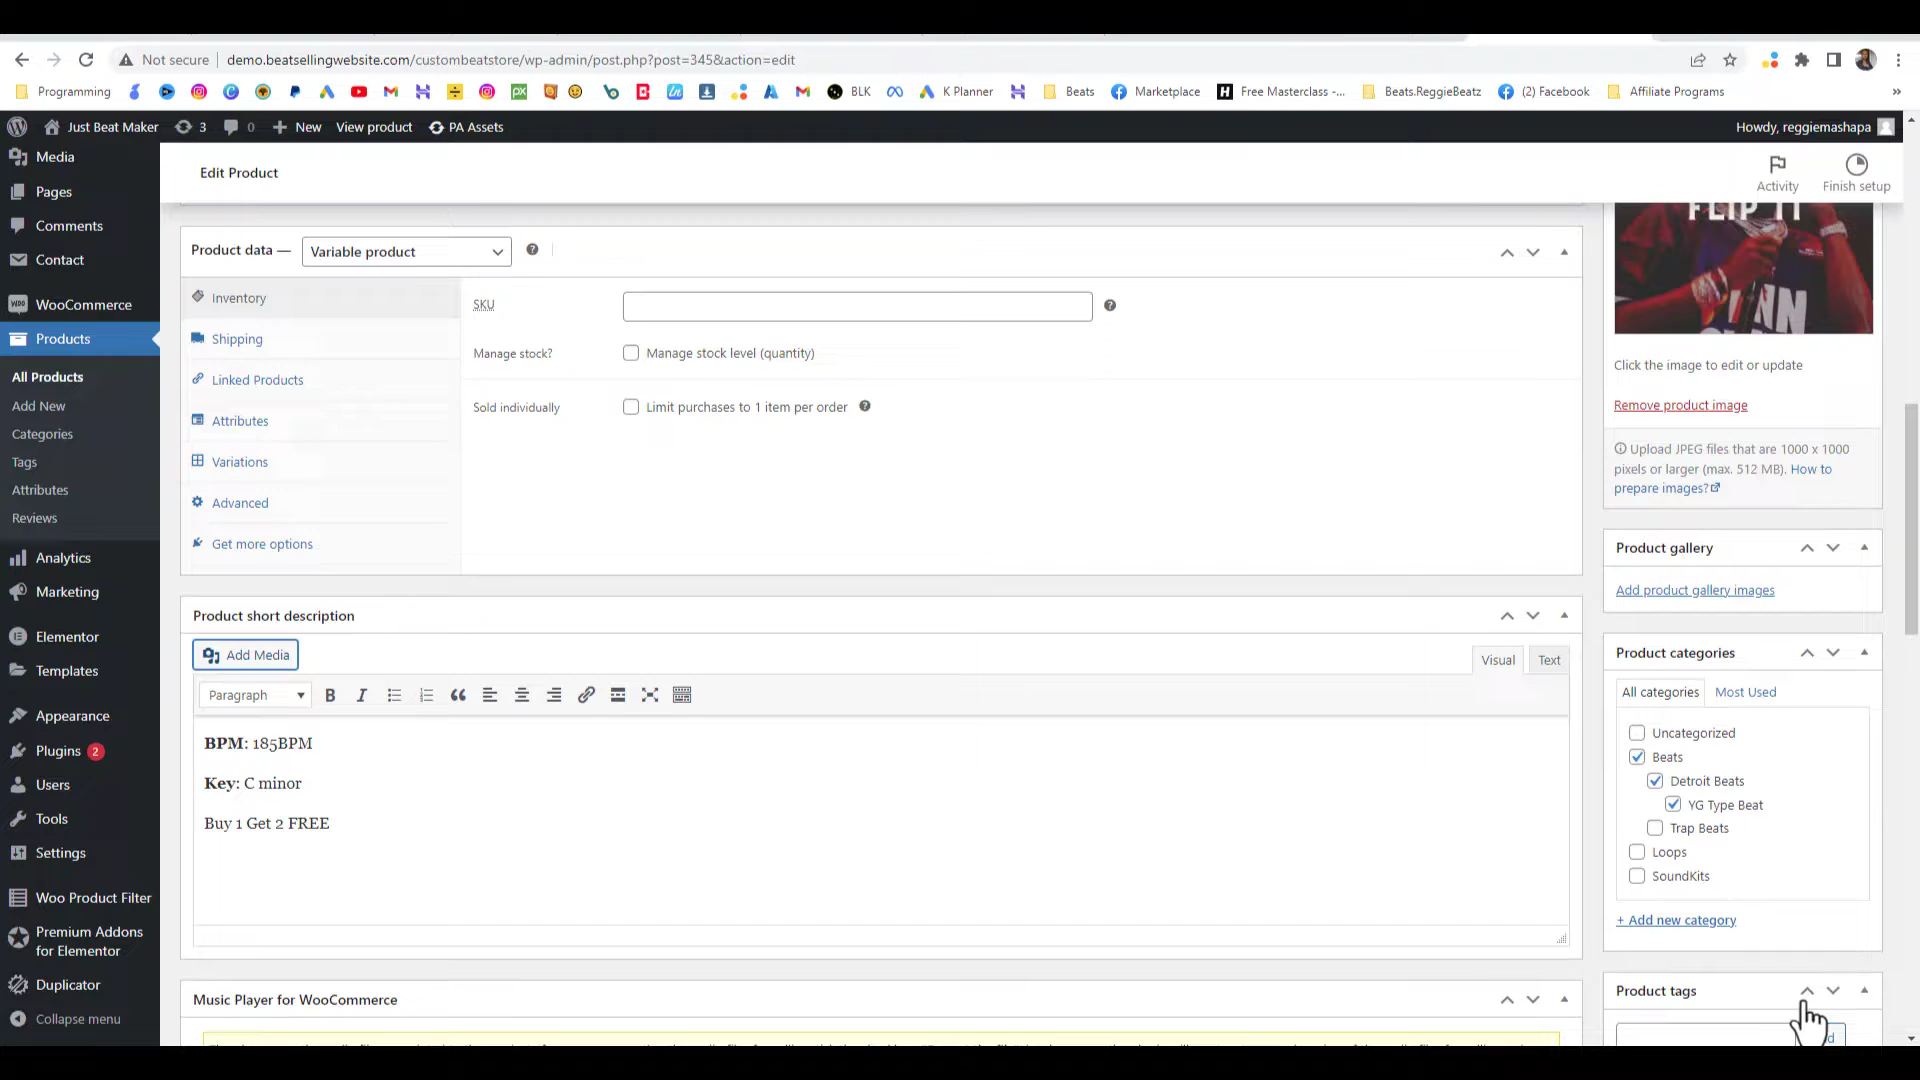 Not secure
demo.beatsellingwebsite.com/custombeatstore/wp-admin/post.php?post=345&action=edit
Programming
BLK
K Planner
Free Masterclass -...
Beats
Marketplace
Beats.ReggieBeatz
(2) Facebook
Affiliate Programs
»
Just Beat Maker
3
0
New
View product
PA Assets
Howdy, reggiemashapa
Media
Pages
Comments
Contact
WooCommerce
Products
All Products
Add New
Categories
Tags
Attributes
Reviews
Analytics
Marketing
Elementor
Templates
Appearance
Plugins 2
Users
Tools
Settings
Woo Product Filter
Premium Addons
for Elementor
Duplicator
Collapse menu
Edit Product
Activity
Finish setup
Product data —
Variable product
Inventory
Shipping
Linked Products
Attributes
Variations
Advanced
Get more options
SKU
Manage stock?
Manage stock level (quantity)
Sold individually
Limit purchases to 1 item per order
Product short description
Add Media
Visual
Text
Paragraph
BPM: 185BPM
Key: C minor
Buy 1 Get 2 FREE
Music Player for WooCommerce
FLIP IT
Click the image to edit or update
Remove product image
Upload JPEG files that are 1000 x 1000
pixels or larger (max. 512 MB). How to
prepare images?
Product gallery
Add product gallery images
Product categories
All categories
Most Used
Uncategorized
Beats
Detroit Beats
YG Type Beat
Trap Beats
Loops
SoundKits
+ Add new category
Product tags